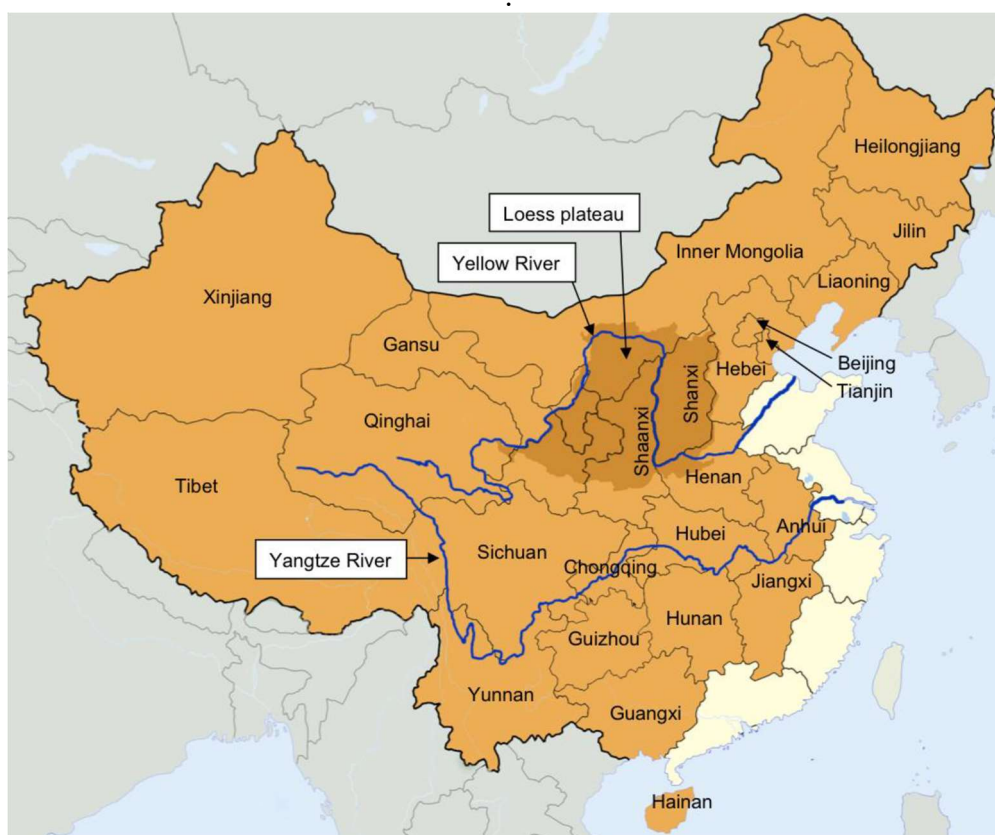 .
Heilongjiang
Loess plateau
Jilin
Inner Mongolia
Yellow River
Liaoning
Xinjiang
Gansu
Beijing
Hebei
Tianjin
Shanxi
Qinghai
Shaanxi
Henan
Tibet
Anhui
Hubei
Yangtze River
Sichuan
Chongqing
Jiangxi
Hunan
Guizhou
Yunnan
Guangxi
Hainan